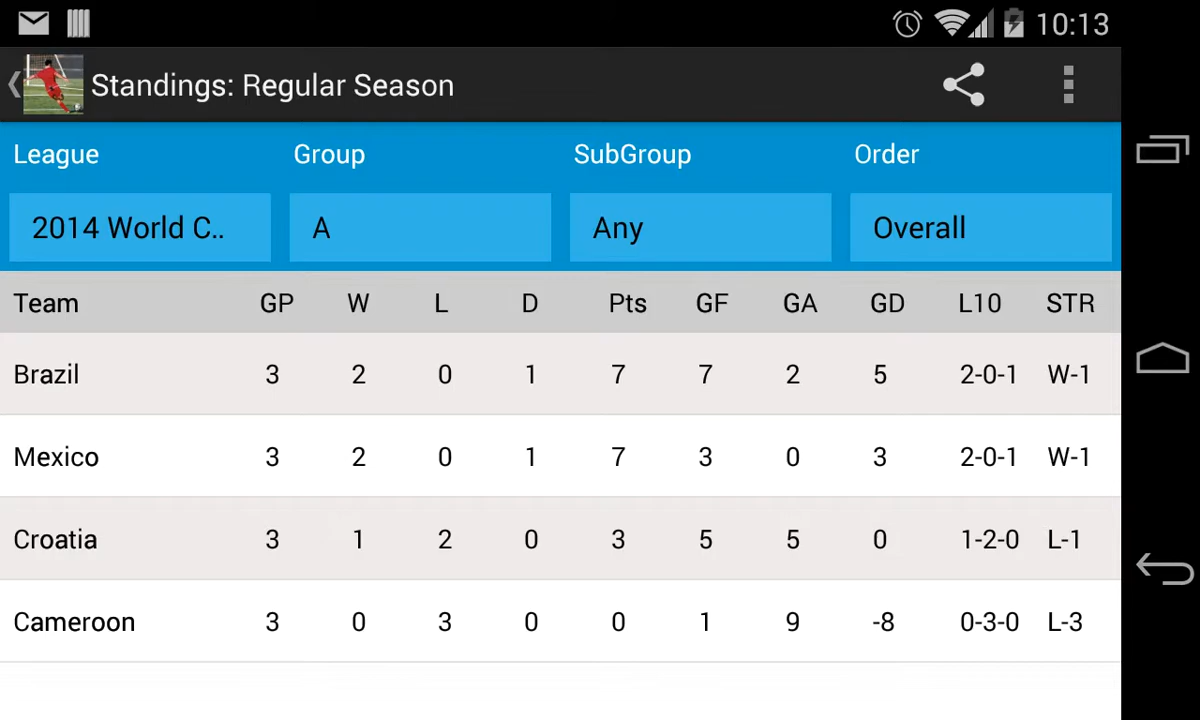 10:13
Standings: Regular Season
League Group SubGroup Order
2014 World C.. A Any Overall
Team GP W L D Pts GF GA GD L10 STR
Brazil 3 2 0 1 7 7 2 5 2-0-1 W-1
Mexico 3 2 0 1 7 3 0 3 2-0-1 W-1
Croatia 3 1 2 0 3 5 5 0 1-2-0 L-1
Cameroon 3 0 3 0 0 1 9 -8 0-3-0 L-3